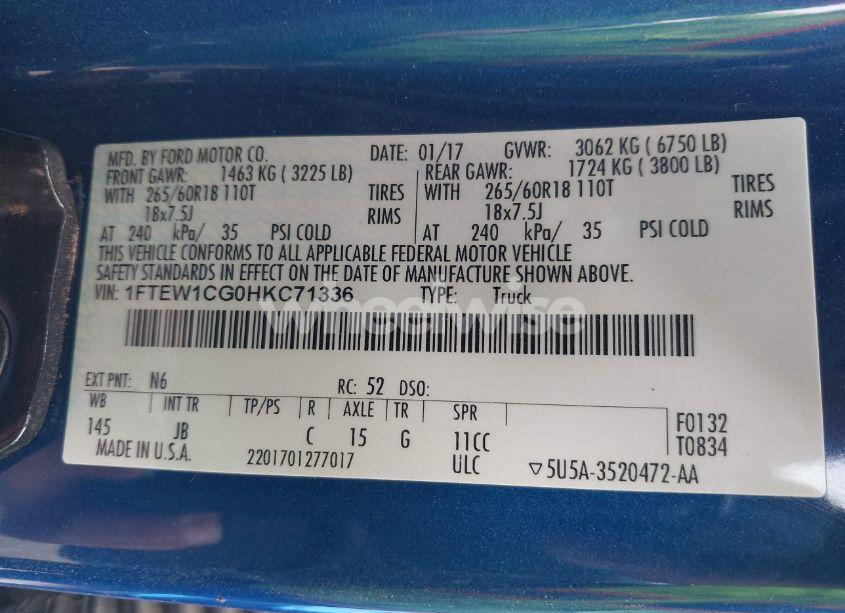 MFD. BY FORD MOTOR CO. DATE: 01/17 GVWR: 3062 KG ( 6750 LB)
FRONT GAWR: 1463 KG ( 3225 LB) REAR GAWR: 1724 KG ( 3800 LB)
WITH 265/60R18 110T TIRES WITH 265/60R18 110T TIRES
18x7.5J RIMS 18x7.5J RIMS
AT 240 kPa/ 35 PSI COLD AT 240 kPa/ 35 PSI COLD
THIS VEHICLE CONFORMS TO ALL APPLICABLE FEDERAL MOTOR VEHICLE
SAFETY STANDARDS IN EFFECT ON THE DATE OF MANUFACTURE SHOWN ABOVE.
VIN: 1FTEW1CG0HKC71336 TYPE: Truck
wheelwise
EXT PNT: N6 RC: 52 DSO:
WB INT TR TP/PS R AXLE TR SPR
145 JB C 15 G 11CC F0132
MADE IN U.S.A. 2201701277017 ULC T0834
▽5U5A-3520472-AA